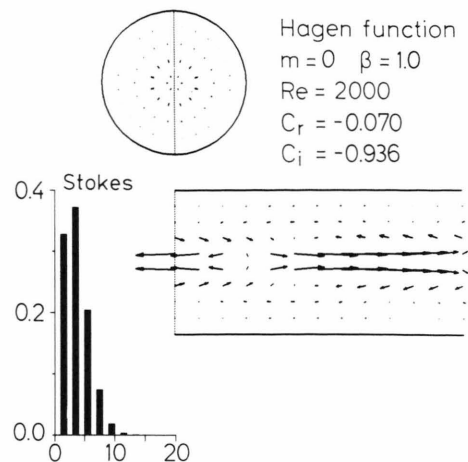 Hagen function
m=0 β=1.0
Re = 2000
Cr = -0.070
Ci = -0.936
Stokes
0.4
0.2
0.0
0 10 20